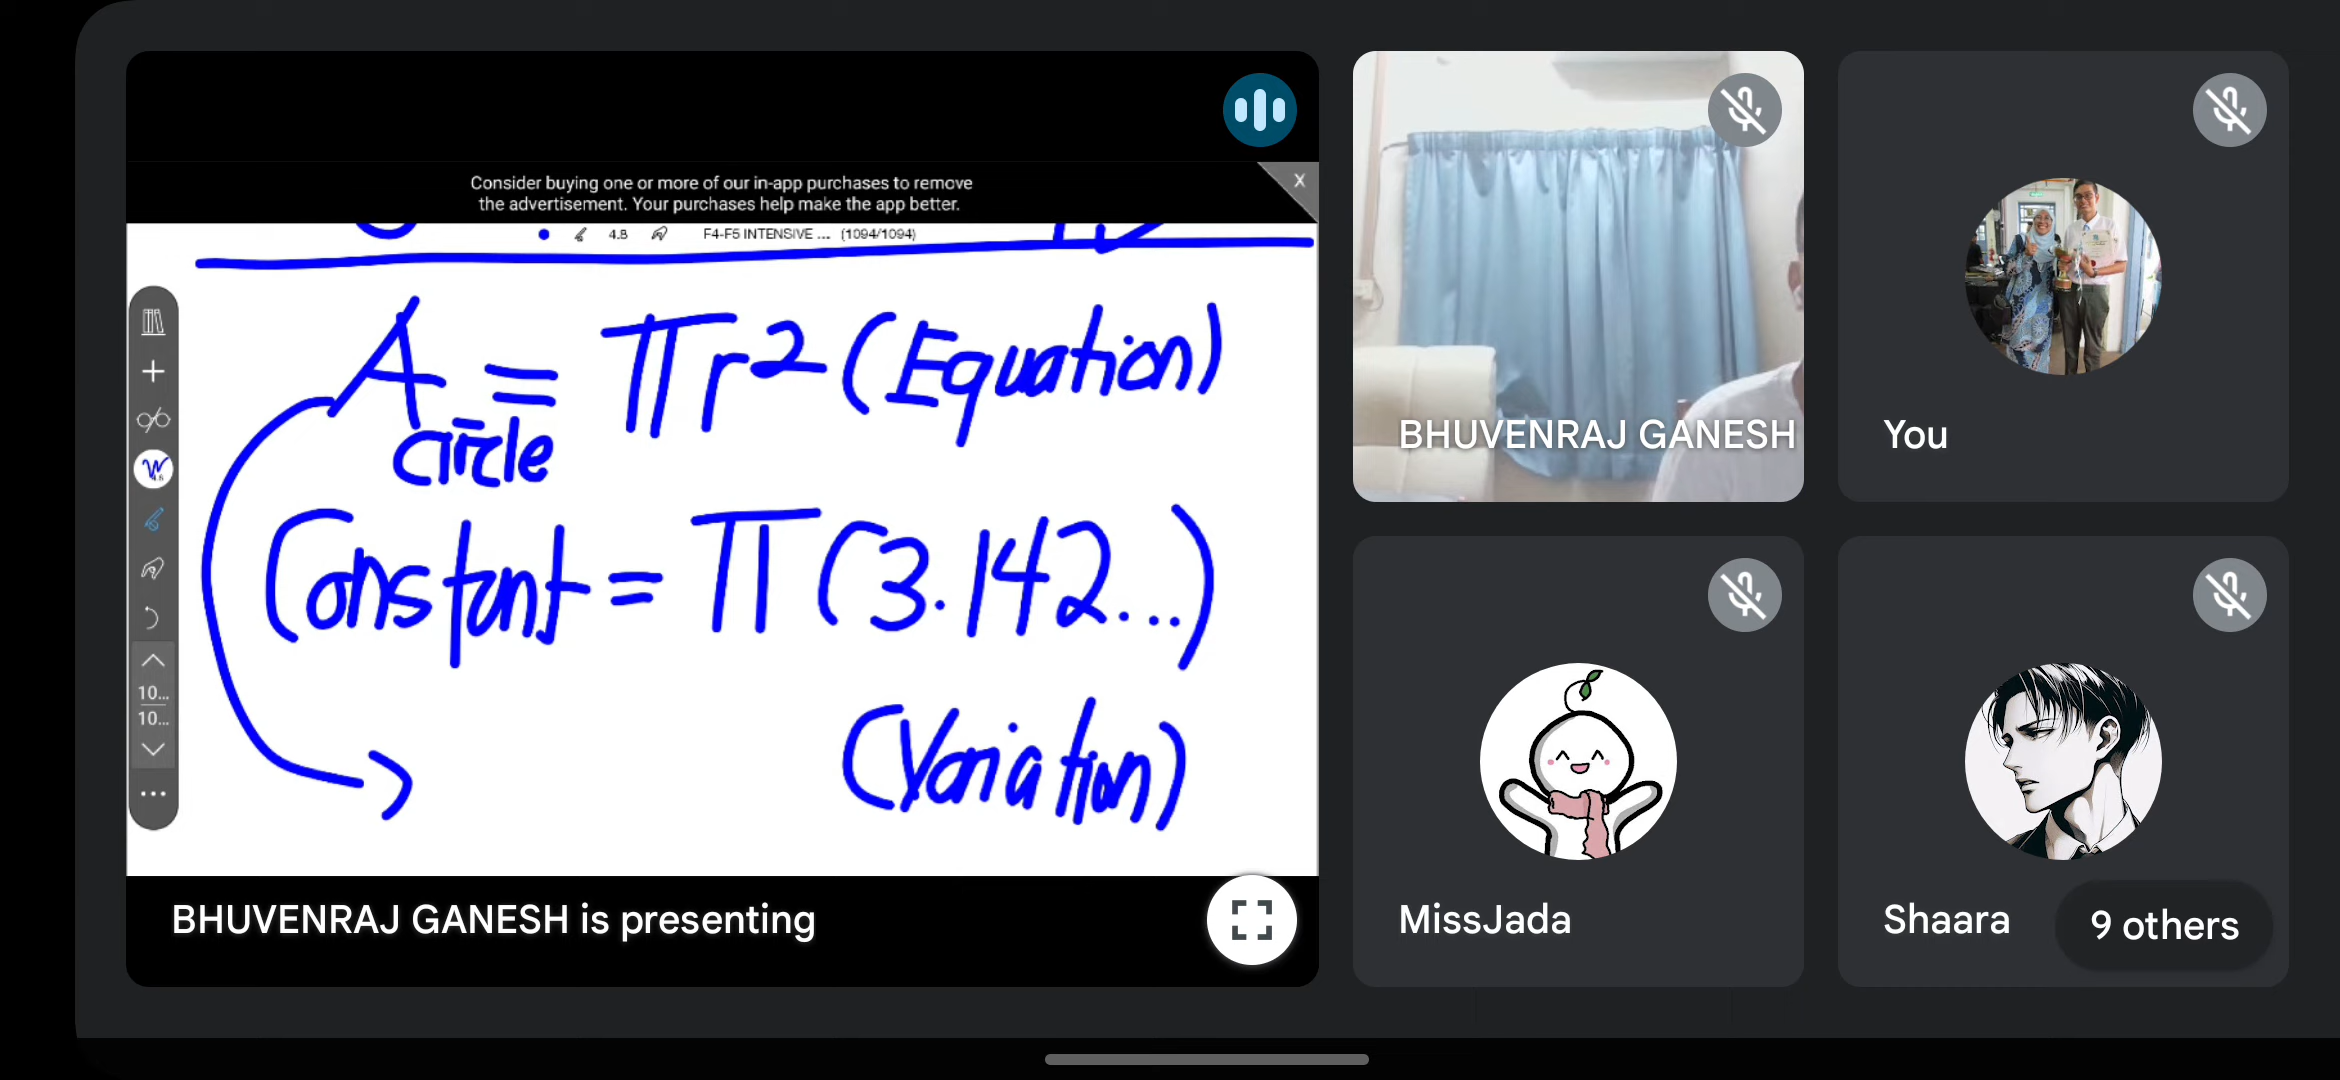 Consider buying one or more of our in-app purchases to remove
the advertisement. Your purchases help make the app better.
X
4.8 F4-F5 INTENSIVE ... (1094/1094)
A circle = πr² (Equation)
Constant = π (3.142...)
(Variation)
10...
10...
BHUVENRAJ GANESH is presenting
BHUVENRAJ GANESH
You
MissJada
Shaara
9 others